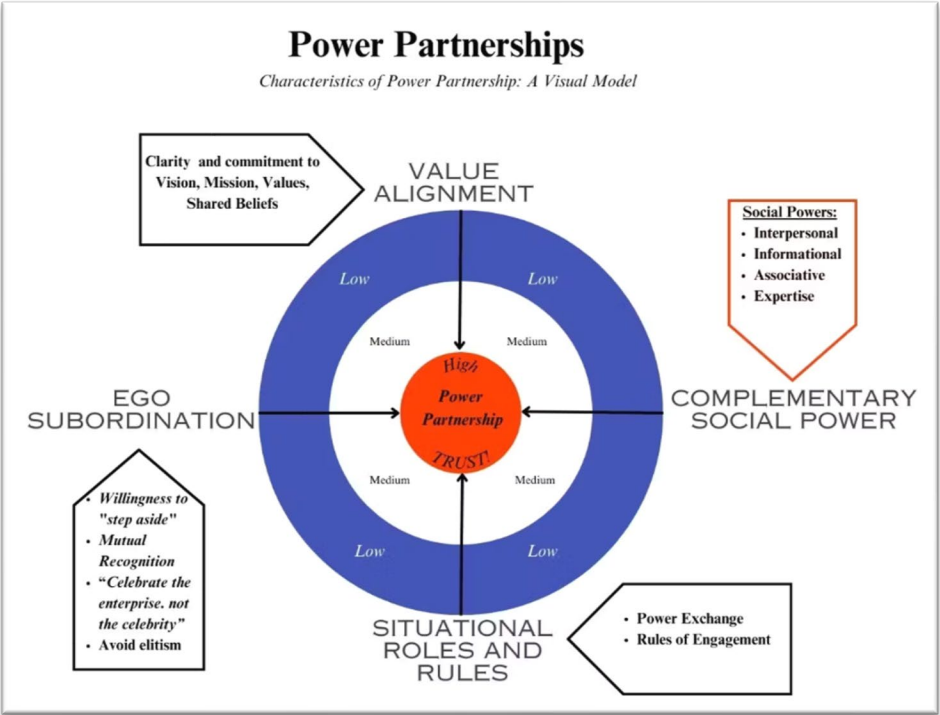 Power Partnerships
Characteristics of Power Partnership: A Visual Model
Clarity and commitment to
Vision, Mission, Values,
Shared Beliefs
VALUE
ALIGNMENT
Social Powers:
• Interpersonal
• Informational
• Associative
• Expertise
Low
Low
Medium
Medium
High
Power
Partnership
TRUST!
EGO
SUBORDINATION
COMPLEMENTARY
SOCIAL POWER
Medium
Medium
Low
Low
• Willingness to
"step aside"
• Mutual
Recognition
• “Celebrate the
enterprise. not
the celebrity”
• Avoid elitism
SITUATIONAL
ROLES AND
RULES
• Power Exchange
• Rules of Engagement